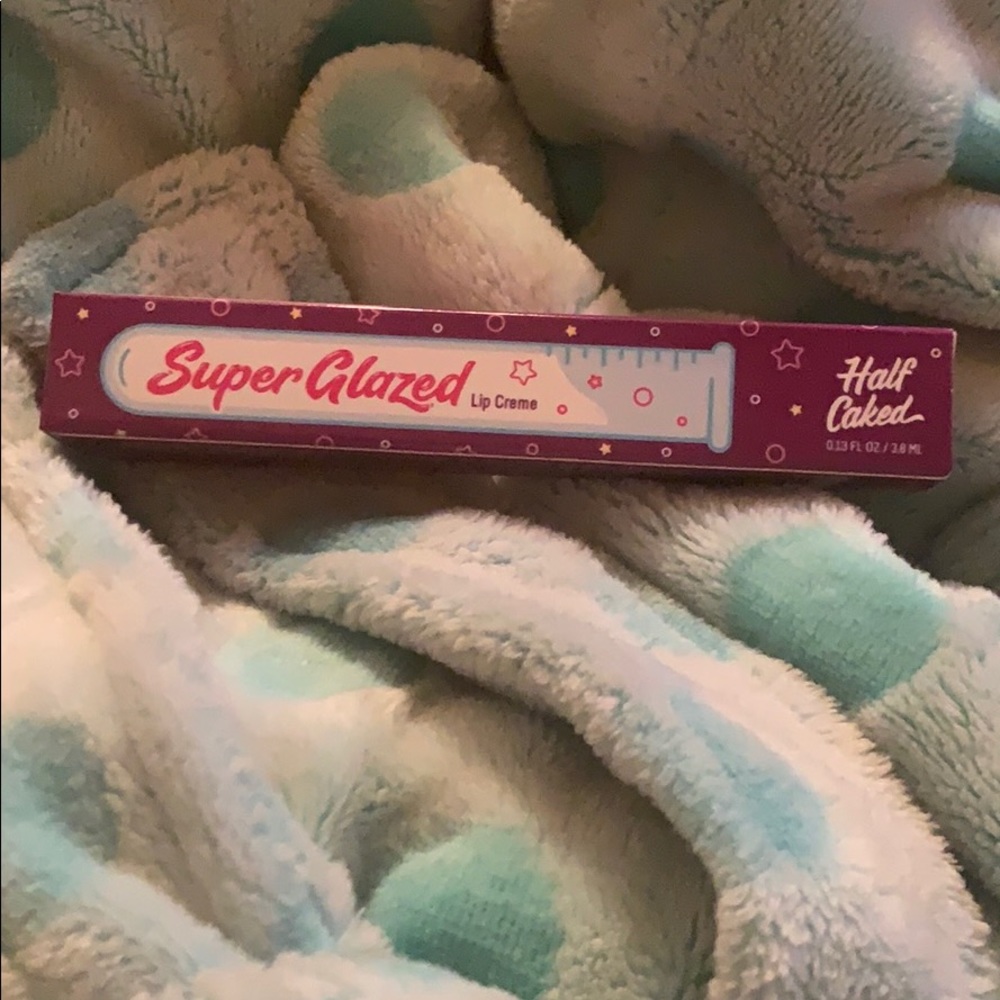 Super Glazed
Lip Creme
Half
Caked
0.13 FL OZ / 3.8 ML